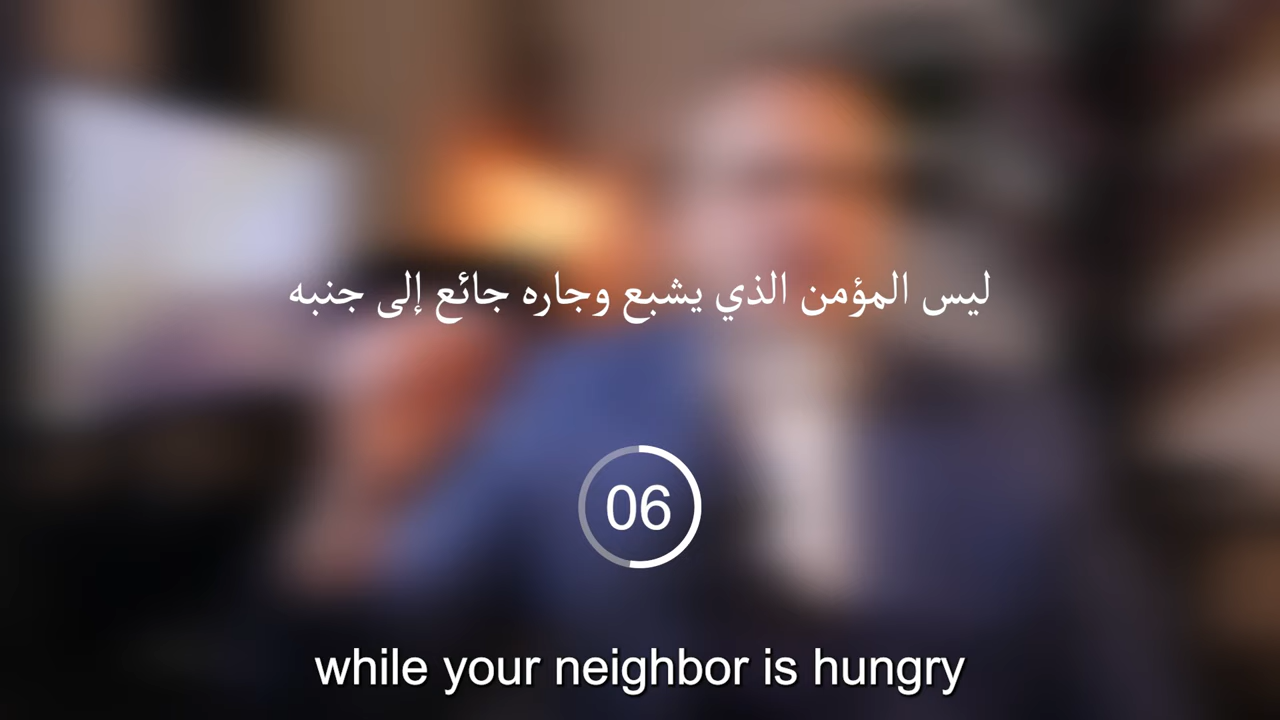 ليس المؤمن الذي يشبع وجاره جائع إلى جنبه
06
while your neighbor is hungry